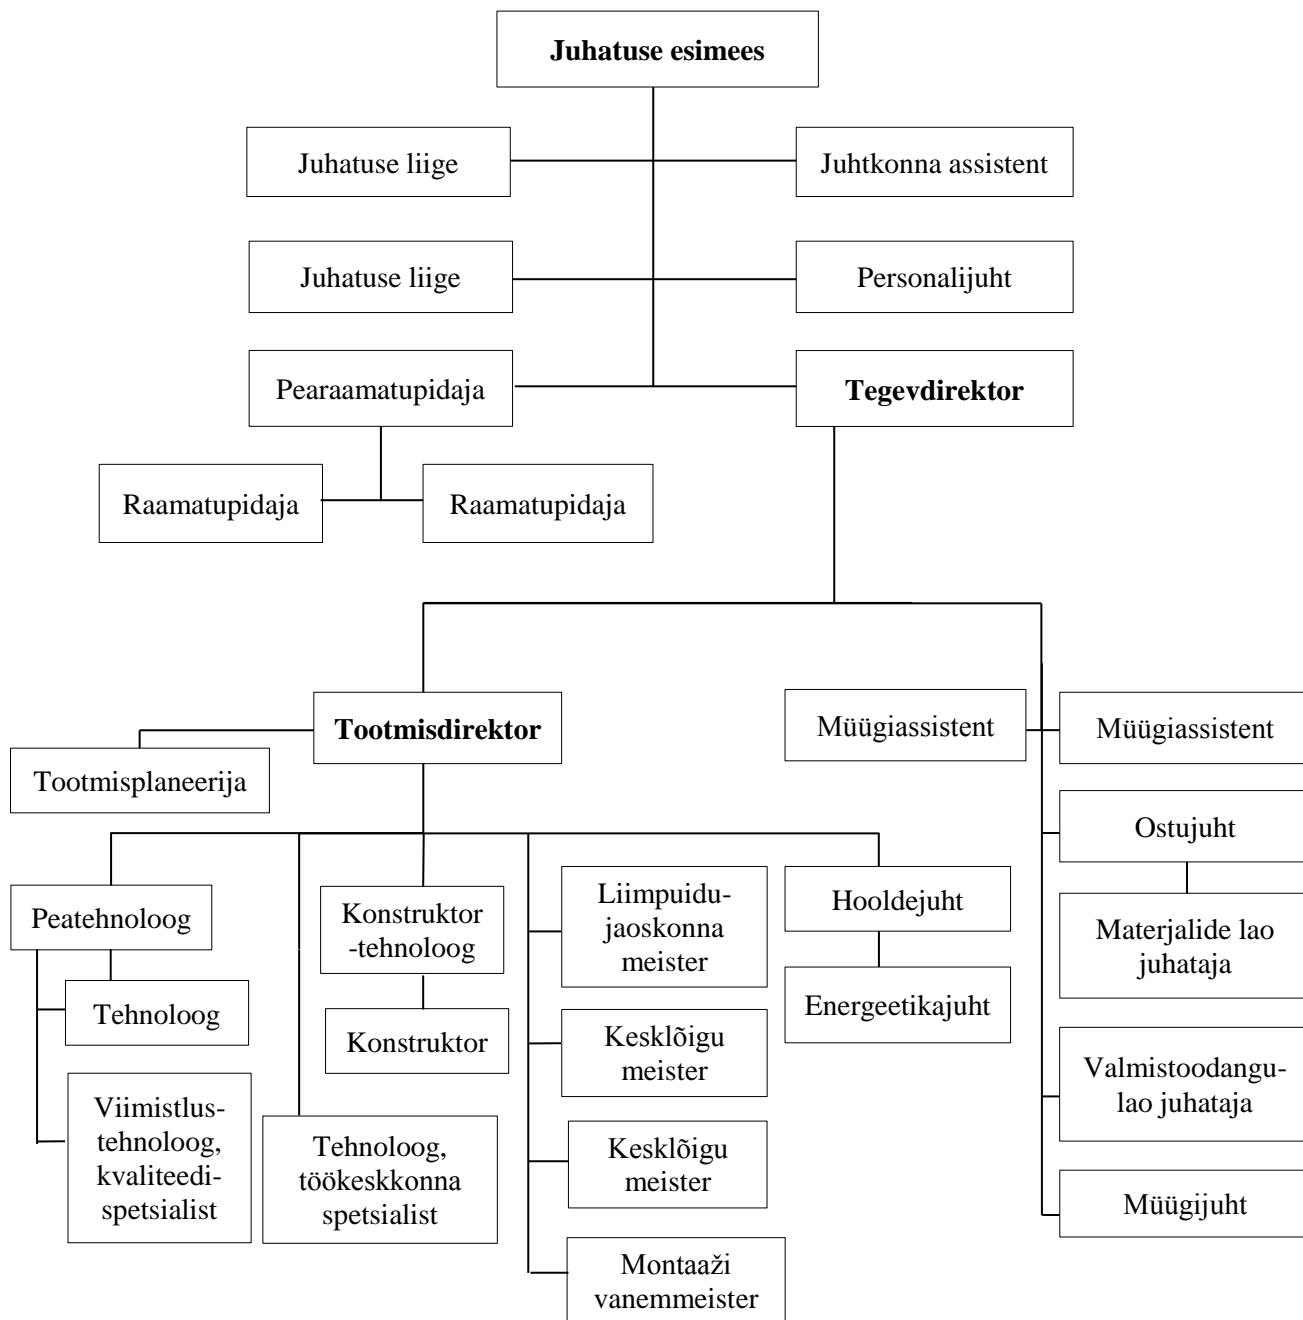 Juhatuse esimees
Juhatuse liige
Juhtkonna assistent
Juhatuse liige
Personalijuht
Pearaamatupidaja
Tegevdirektor
Raamatupidaja
Raamatupidaja
Tootmisdirektor
Müügiassistent
Müügiassistent
Tootmisplaneerija
Ostujuht
Peatehnoloog
Konstruktor
-tehnoloog
Liimpuidu-
jaoskonna
meister
Hooldejuht
Materjalide lao
juhataja
Tehnoloog
Konstruktor
Energeetikajuht
Kesklõigu
meister
Valmistoodangu-
lao juhataja
Viimistlus-
tehnoloog,
kvaliteedi-
spetsialist
Tehnoloog,
töökeskkonna
spetsialist
Kesklõigu
meister
Müügijuht
Montaaži
vanemmeister